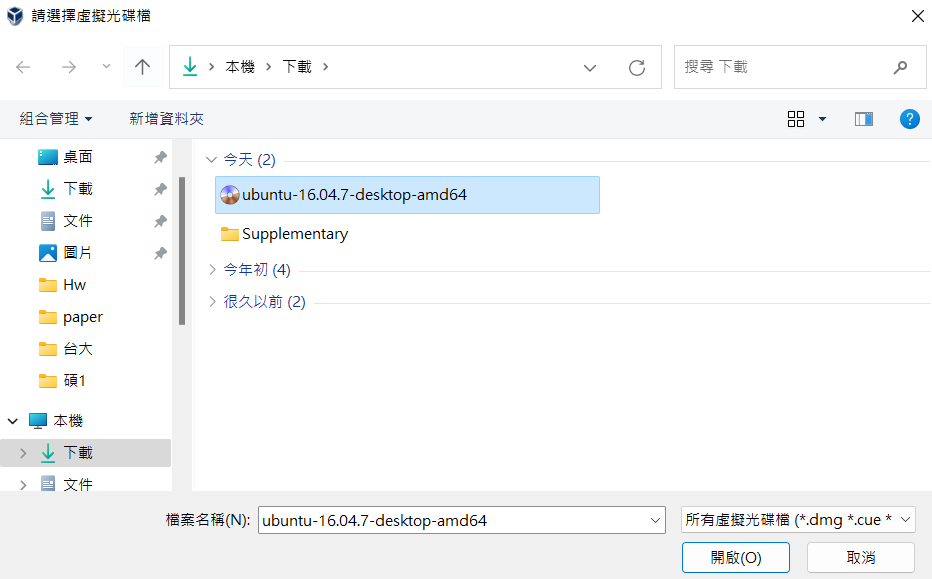 請選擇虛擬光碟檔
本機 下載
搜尋 下載
組合管理 新增資料夾
?
桌面
下載
文件
圖片
Hw
paper
台大
碩1
本機
下載
文件
今天 (2)
ubuntu-16.04.7-desktop-amd64
Supplementary
今年初 (4)
很久以前 (2)
檔案名稱(N): ubuntu-16.04.7-desktop-amd64
所有虛擬光碟檔 (*.dmg *.cue *
開啟(O) 取消